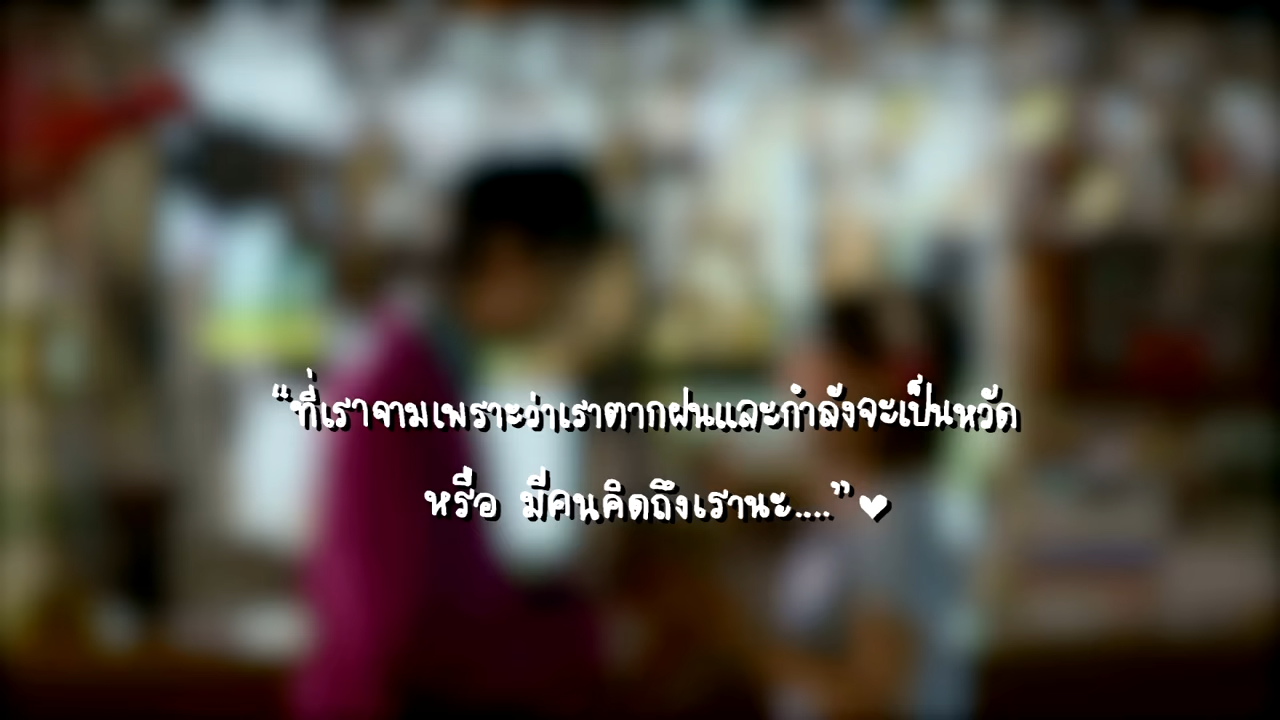 “ที่เราจามเพราะว่าเราตากฝนและกำลังจะเป็นหวัด
หรือ มีคนคิดถึงเรานะ....”♥